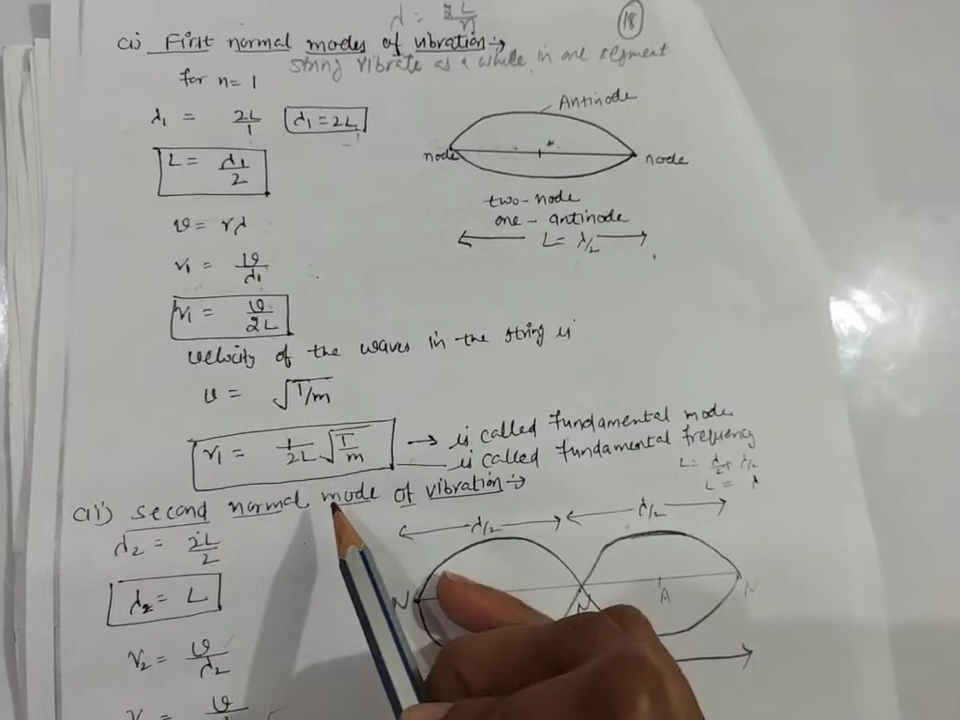 λ = 2L/n
18
(i) First normal modes of vibration :→
string vibrate as a whole in one segment
for n = 1
λ₁ = 2L/1 λ₁ = 2L
Antinode
L = λ₁/2
node node
two-node
one-antinode
L = λ/2
υ = νλ
ν₁ = υ/λ₁
ν₁ = υ/2L
velocity of the waves in the string is
υ = √T/m
ν₁ = 1/2L √T/m → is called fundamental mode
is called fundamental frequency
L = λ/2 + λ/2
L = λ
(ii) second normal mode of vibration :→
λ/2 λ/2
λ₂ = 2L/2
λ₂ = L
N N A N
ν₂ = υ/λ₂